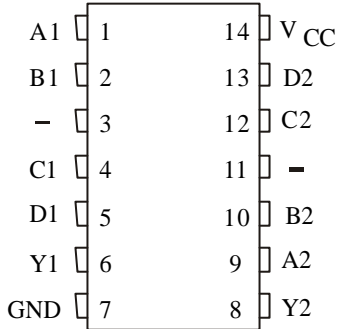 A1 1 14 V CC
B1 2 13 D2
– 3 12 C2
C1 4 11 –
D1 5 10 B2
Y1 6 9 A2
GND 7 8 Y2